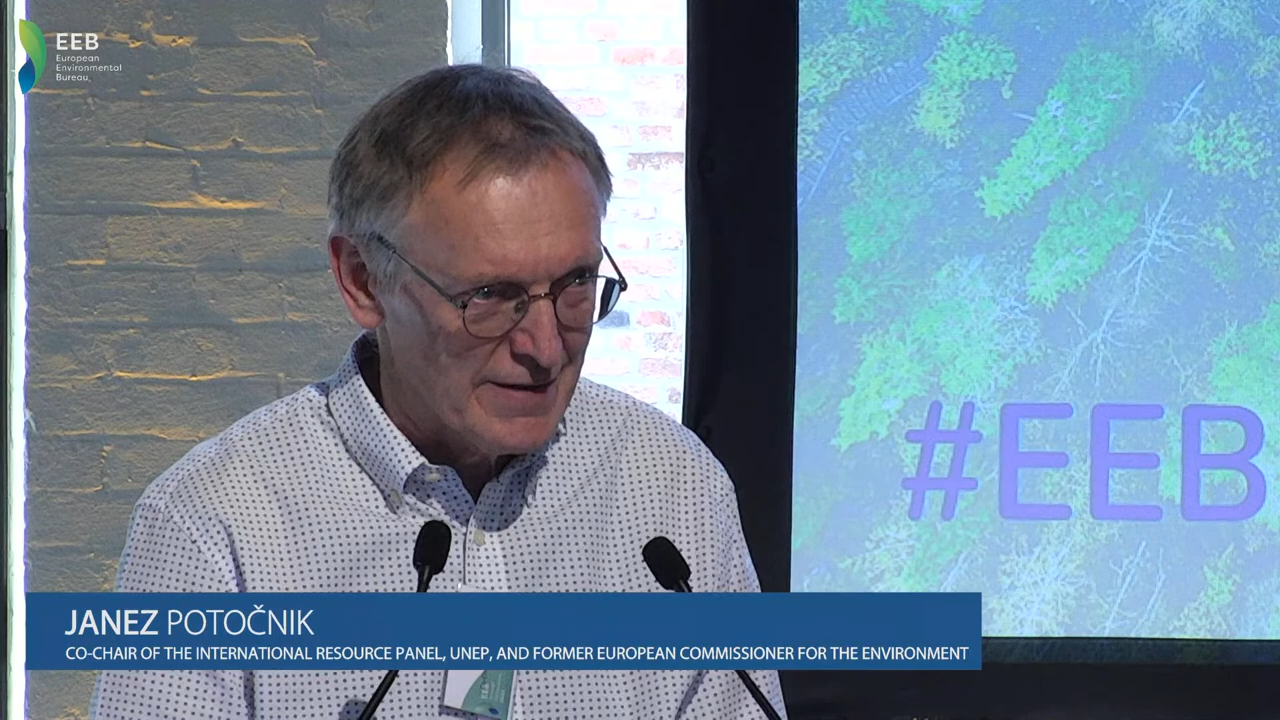 EEB
European
Environmental
Bureau
#EEB
JANEZ POTOČNIK
CO-CHAIR OF THE INTERNATIONAL RESOURCE PANEL, UNEP, AND FORMER EUROPEAN COMMISSIONER FOR THE ENVIRONMENT
EEB